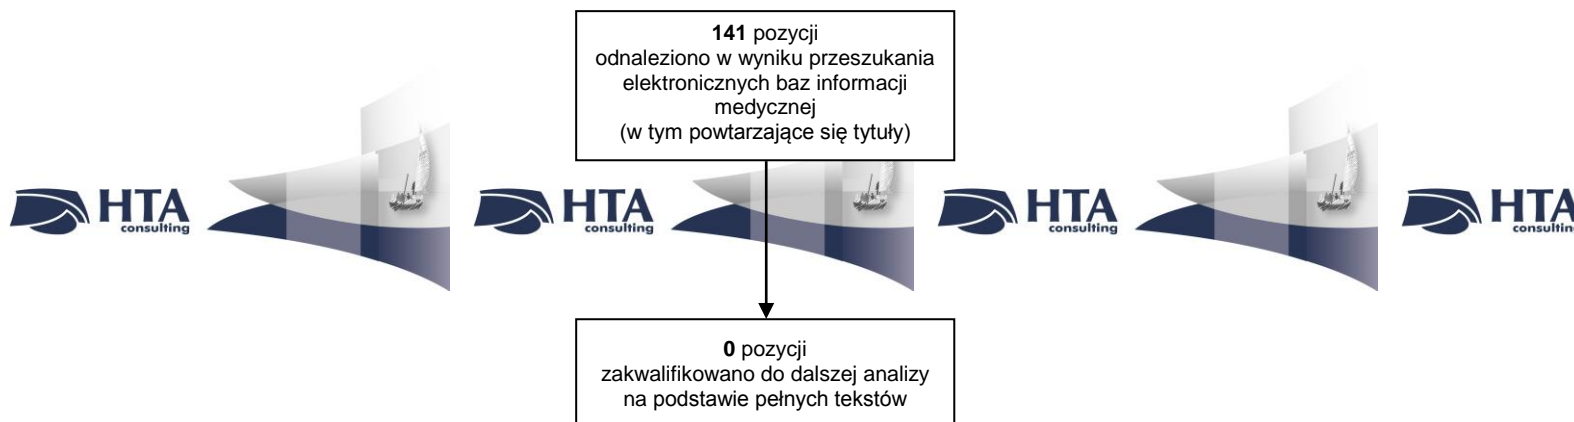 141 pozycji
odnaleziono w wyniku przeszukania
elektronicznych baz informacji
medycznej
(w tym powtarzające się tytuły)
HTA
consulting
HTA
consulting
HTA
consulting
HTA
consulting
0 pozycji
zakwalifikowano do dalszej analizy
na podstawie pełnych tekstów